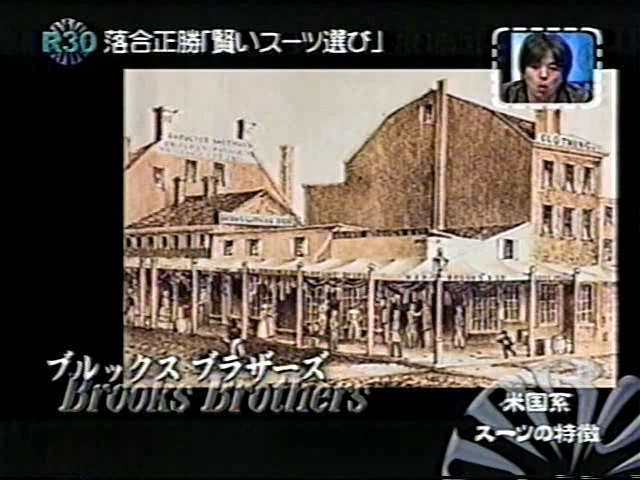 R30 落合正勝「賢いスーツ選び」
CLOTHING
ブルックス ブラザーズ
Brooks Brothers
米国系
スーツの特徴